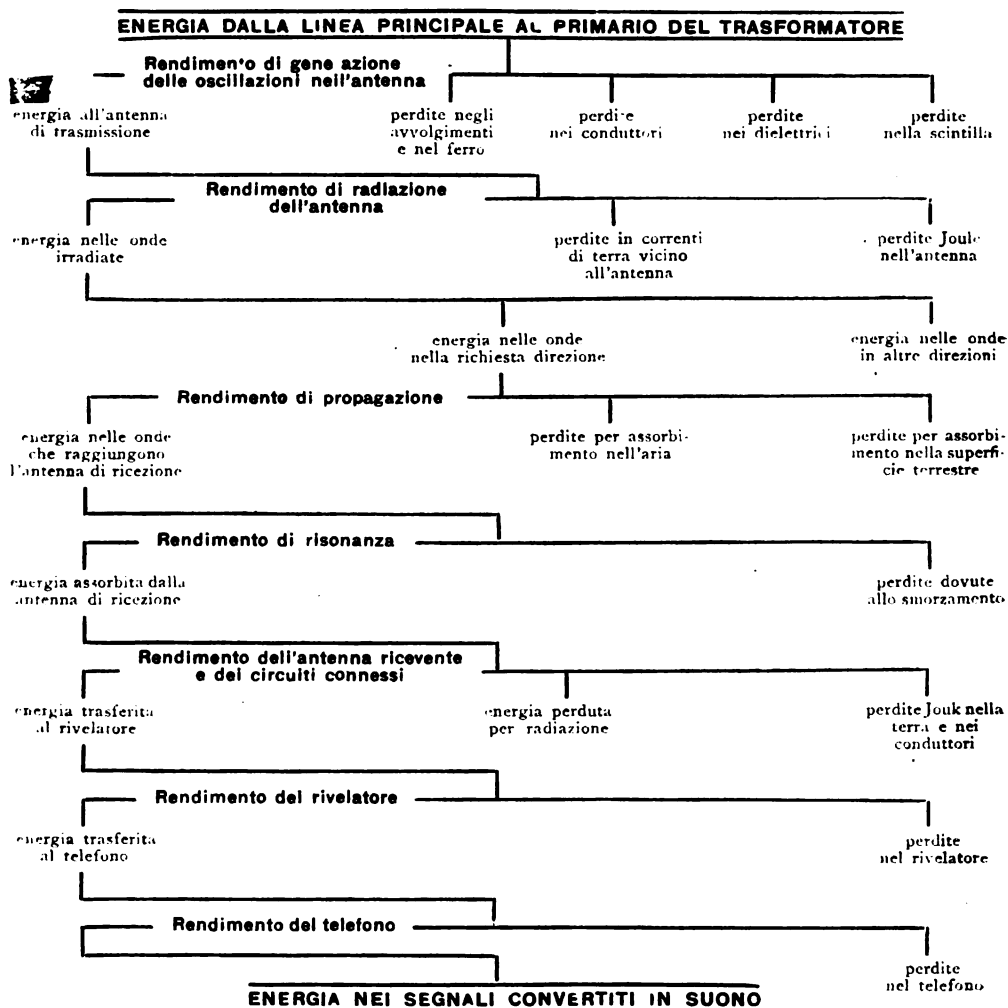 ENERGIA DALLA LINEA PRINCIPALE AL PRIMARIO DEL TRASFORMATORE
Rendimento di gene azione
delle oscillazioni nell'antenna
energia all'antenna
di trasmissione
perdite negli
avvolgimenti
e nel ferro
perdite
nei conduttori
perdite
nei dielettrici
perdite
nella scintilla
Rendimento di radiazione
dell'antenna
energia nelle onde
irradiate
perdite in correnti
di terra vicino
all'antenna
perdite Joule
nell'antenna
energia nelle onde
nella richiesta direzione
energia nelle onde
in altre direzioni
Rendimento di propagazione
energia nelle onde
che raggiungono
l'antenna di ricezione
perdite per assorbi-
mento nell'aria
perdite per assorbi-
mento nella superfi-
cie terrestre
Rendimento di risonanza
energia assorbita dalla
antenna di ricezione
perdite dovute
allo smorzamento
Rendimento dell'antenna ricevente
e dei circuiti connessi
energia trasferita
al rivelatore
energia perduta
per radiazione
perdite Jouk nella
terra e nei
conduttori
Rendimento del rivelatore
energia trasferita
al telefono
perdite
nel rivelatore
Rendimento del telefono
perdite
nel telefono
ENERGIA NEI SEGNALI CONVERTITI IN SUONO